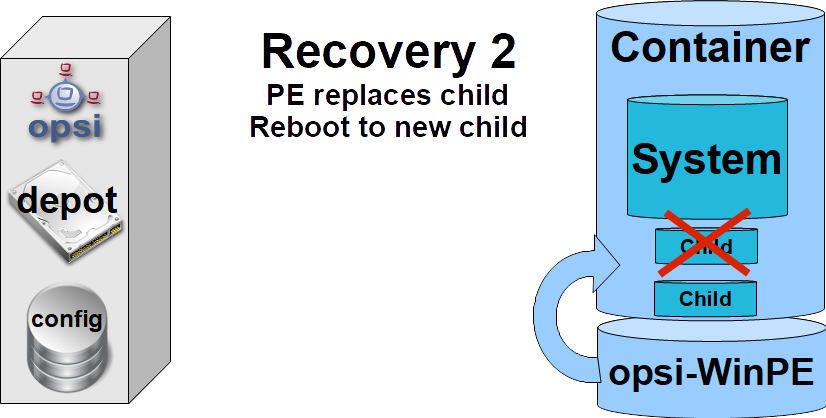 Recovery 2
PE replaces child
Reboot to new child
opsi
depot
config
Container
System
Child
Child
opsi-WinPE